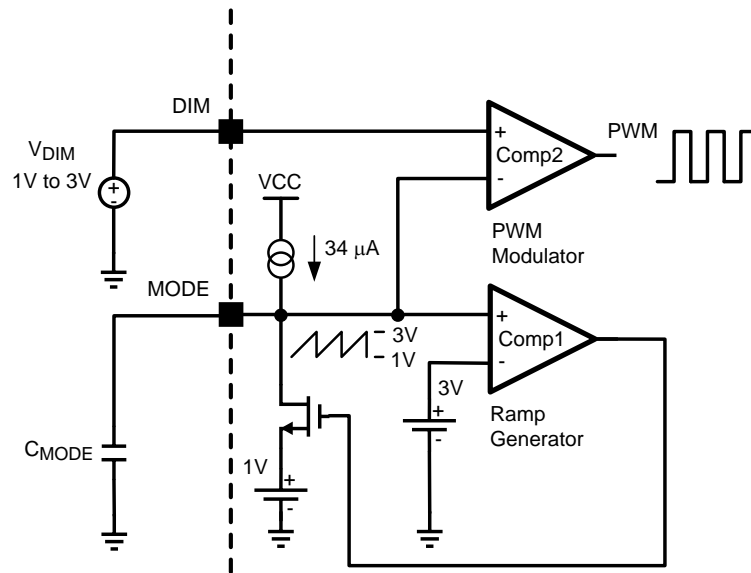 DIM
V_DIM
1V to 3V
+
-
VCC
34 μA
MODE
C_MODE
3V
1V
1V
+
-
3V
+
-
+
-
Comp2
PWM
PWM
Modulator
+
-
Comp1
Ramp
Generator